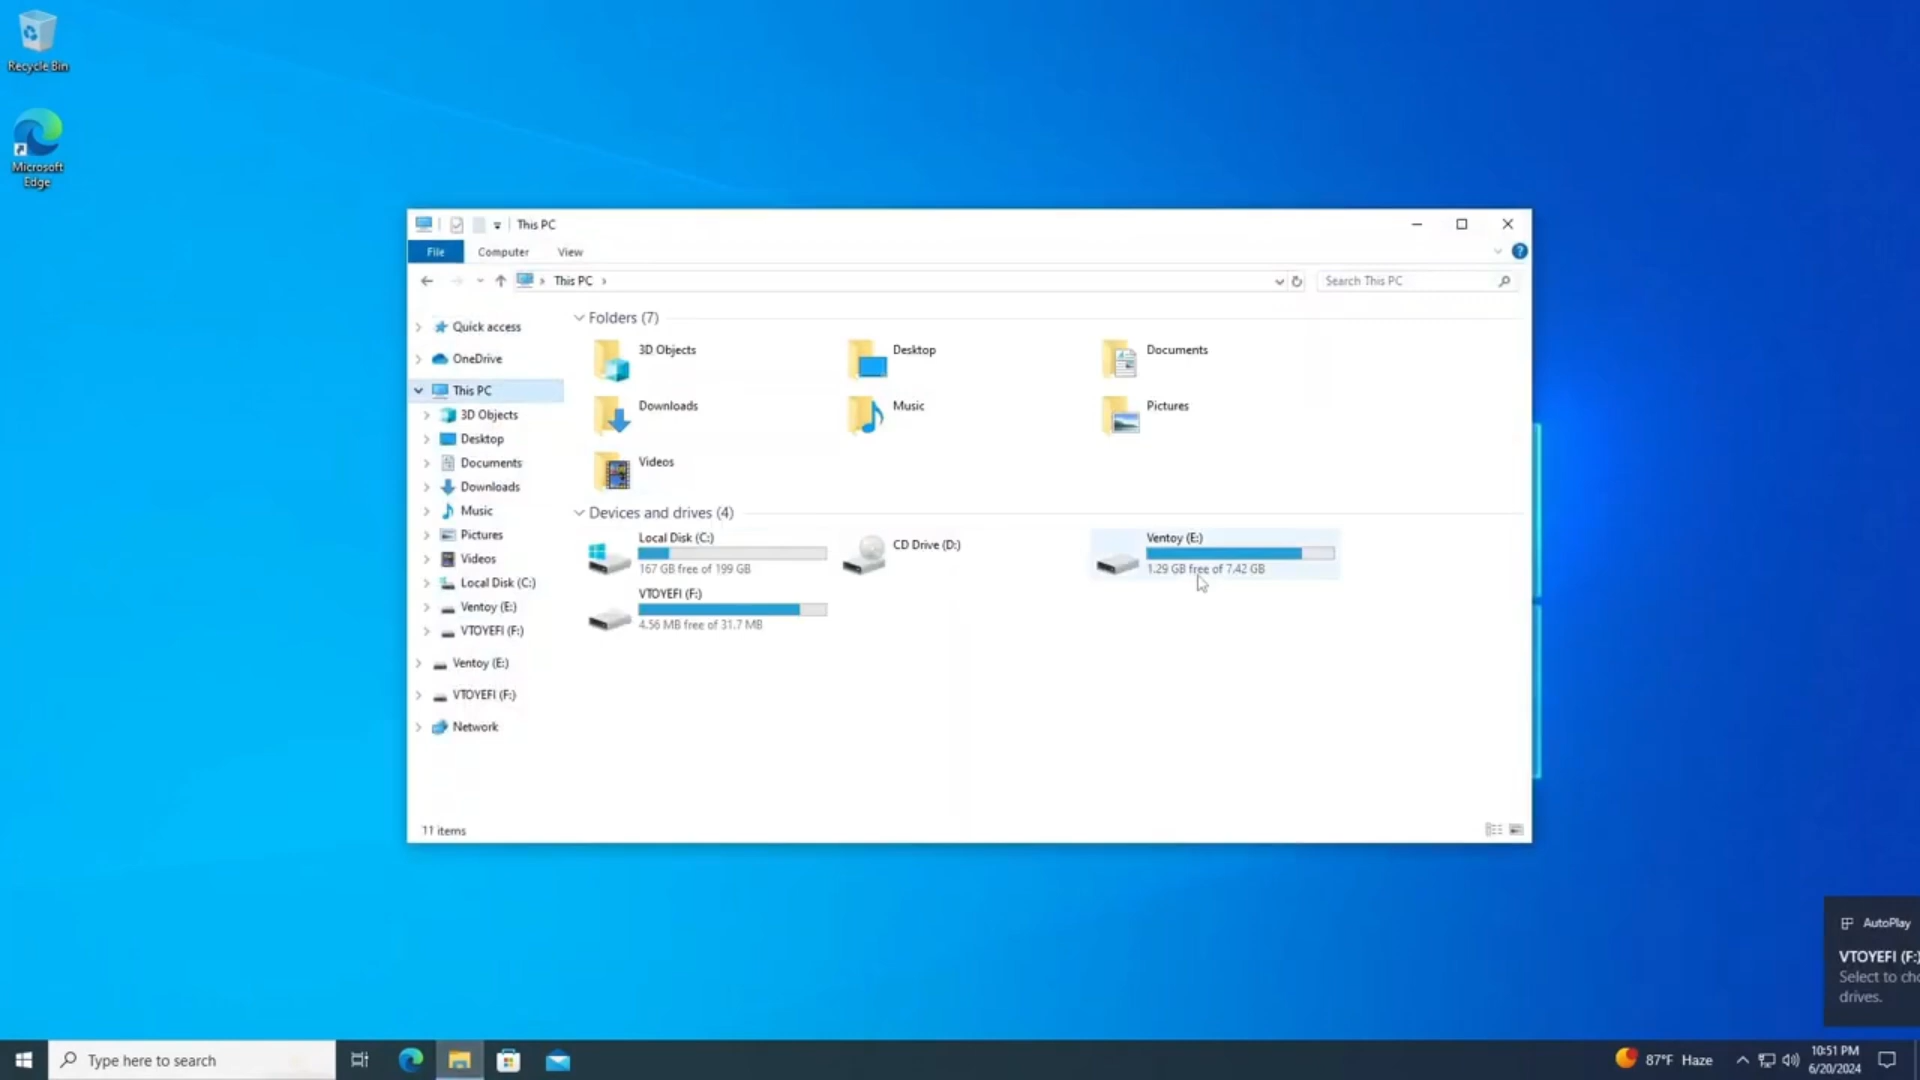 Recycle Bin
Microsoft
Edge
This PC
File Computer View
This PC
Search This PC
Quick access
OneDrive
This PC
3D Objects
Desktop
Documents
Downloads
Music
Pictures
Videos
Local Disk (C:)
Ventoy (E:)
VTOYEFI (F:)
Ventoy (E:)
VTOYEFI (F:)
Network
Folders (7)
3D Objects
Desktop
Documents
Downloads
Music
Pictures
Videos
Devices and drives (4)
Local Disk (C:)
167 GB free of 199 GB
CD Drive (D:)
Ventoy (E:)
1.29 GB free of 7.42 GB
VTOYEFI (F:)
4.56 MB free of 31.7 MB
11 items
AutoPlay
VTOYEFI (F:)
Select to cho
drives.
Type here to search
87°F Haze
10:51 PM
6/20/2024